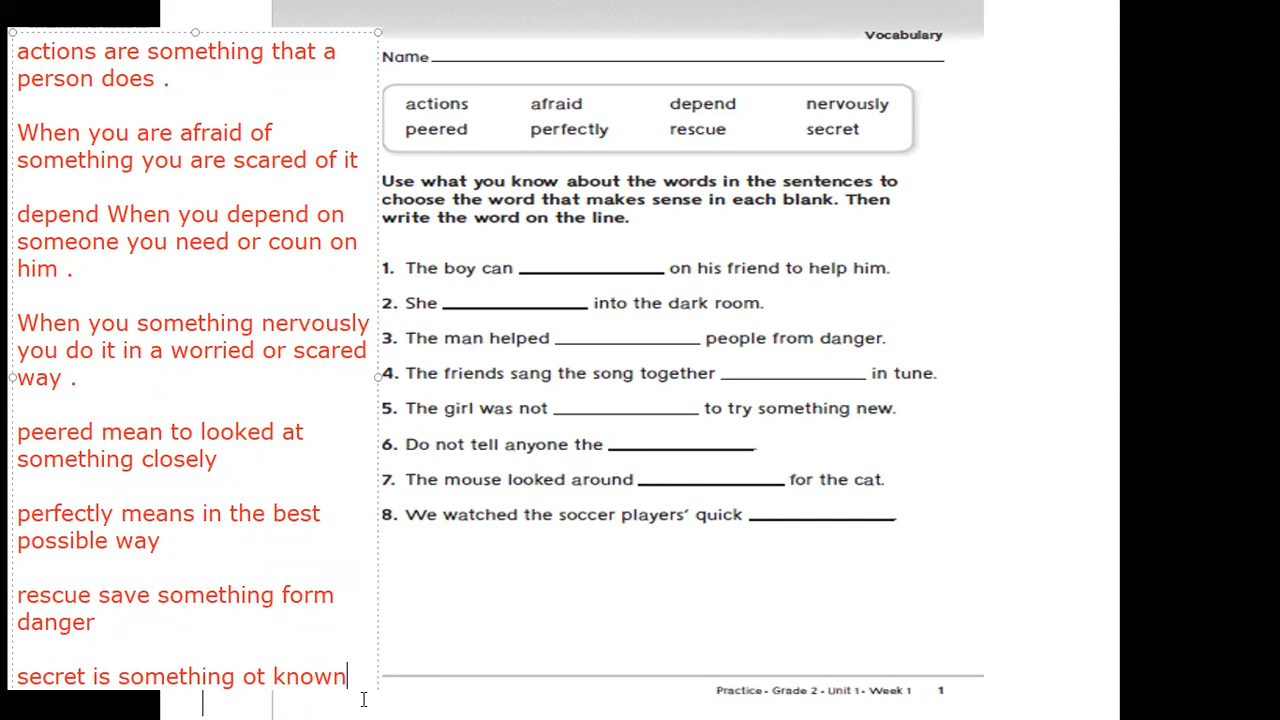 actions are something that a
person does .
When you are afraid of
something you are scared of it
depend When you depend on
someone you need or coun on
him .
When you something nervously
you do it in a worried or scared
way .
peered mean to looked at
something closely
perfectly means in the best
possible way
rescue save something form
danger
secret is something ot known
Vocabulary
Name
actions afraid depend nervously
peered perfectly rescue secret
Use what you know about the words in the sentences to
choose the word that makes sense in each blank. Then
write the word on the line.
1. The boy can ____________ on his friend to help him.
2. She ____________ into the dark room.
3. The man helped ____________ people from danger.
4. The friends sang the song together ____________ in tune.
5. The girl was not ____________ to try something new.
6. Do not tell anyone the ____________.
7. The mouse looked around ____________ for the cat.
8. We watched the soccer players' quick ____________.
Practice • Grade 2 • Unit 1 • Week 1 1